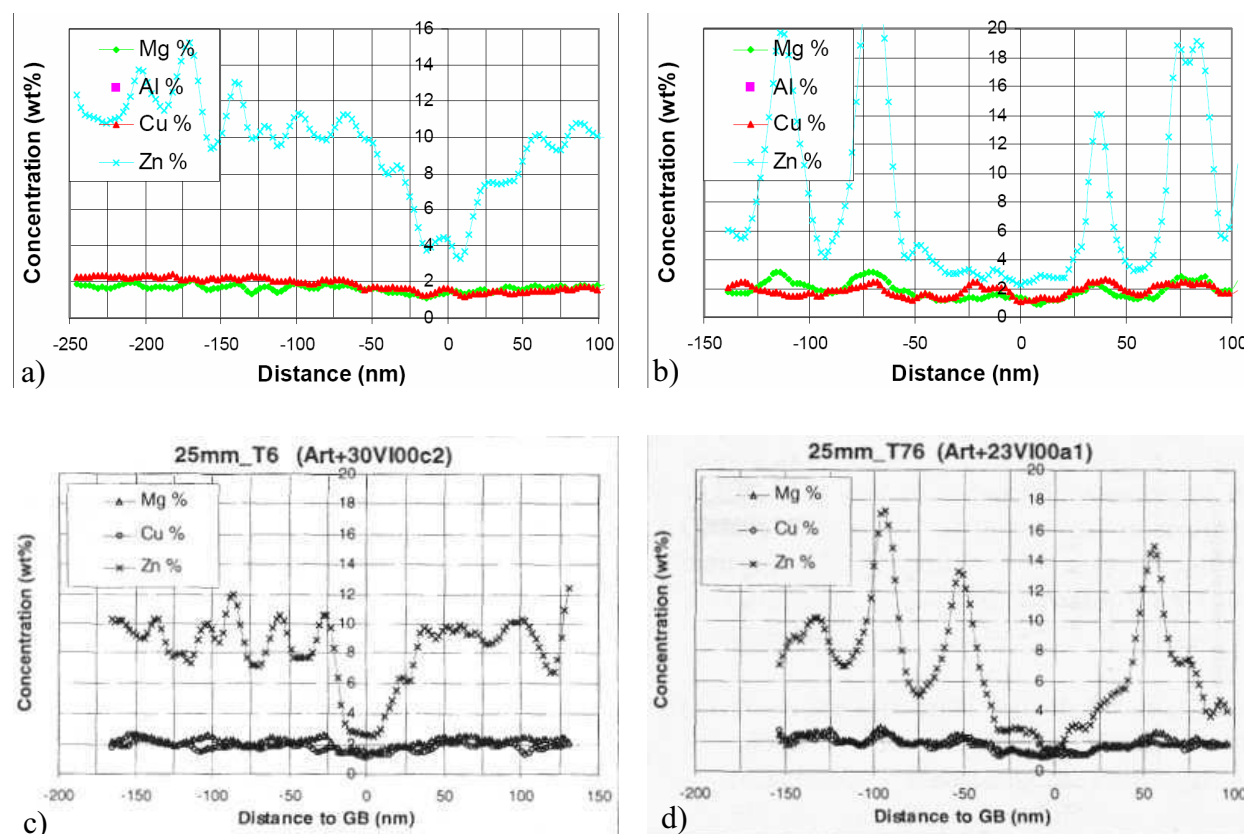 Concentration (wt%)
Mg %
Al %
Cu %
Zn %
16
14
12
10
8
6
4
2
0
-250 -200 -150 -100 -50 0 50 100
Distance (nm)
a)
Concentration (wt%)
Mg %
Al %
Cu %
Zn %
20
18
16
14
12
10
8
6
4
2
0
-150 -100 -50 0 50 100
Distance (nm)
b)
25mm_T6 (Art+30VI00c2)
Concentration (wt%)
Mg %
Cu %
Zn %
20
18
16
14
12
10
8
6
4
2
0
-200 -150 -100 -50 0 50 100 150
Distance to GB (nm)
c)
25mm_T76 (Art+23VI00a1)
Concentration (wt%)
Mg %
Cu %
Zn %
20
18
16
14
12
10
8
6
4
2
0
-200 -150 -100 -50 0 50 100
Distance to GB (nm)
d)